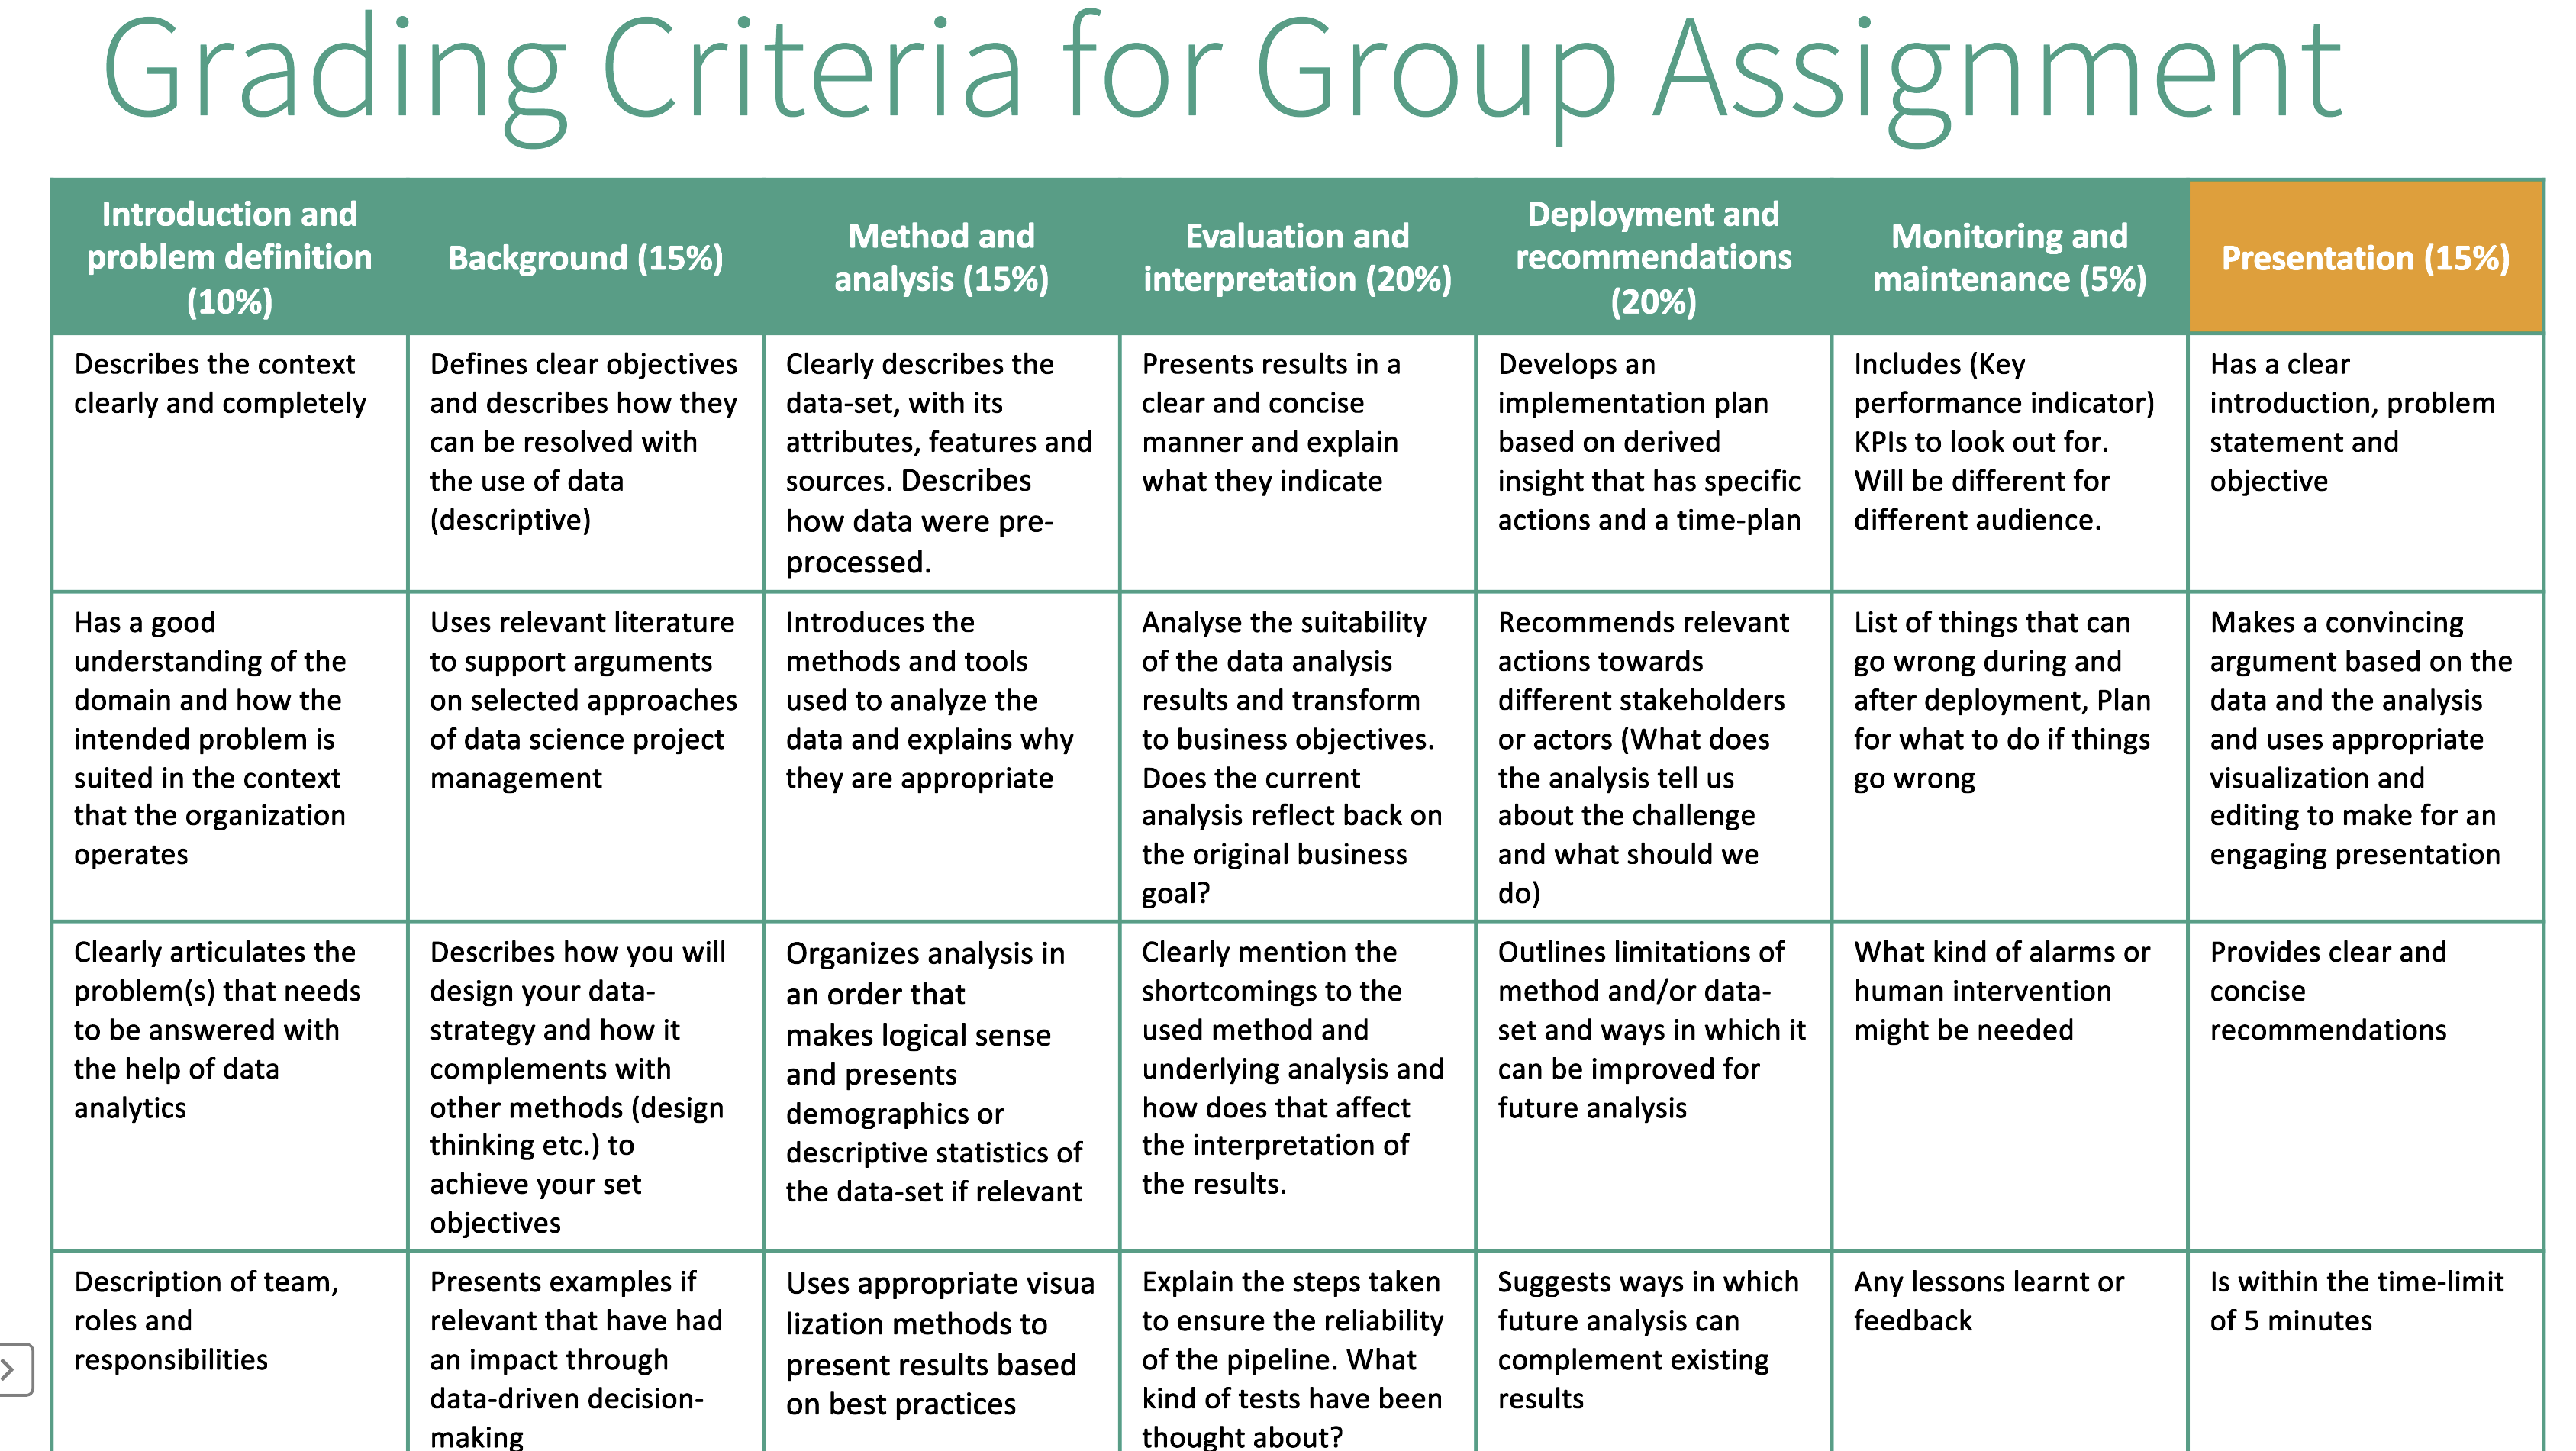 Grading Criteria for Group Assignment
Introduction and
problem definition
(10%)
Background (15%)
Method and
analysis (15%)
Evaluation and
interpretation (20%)
Deployment and
recommendations
(20%)
Monitoring and
maintenance (5%)
Presentation (15%)
Describes the context
clearly and completely
Defines clear objectives
and describes how they
can be resolved with
the use of data
(descriptive)
Clearly describes the
data-set, with its
attributes, features and
sources. Describes
how data were pre-
processed.
Presents results in a
clear and concise
manner and explain
what they indicate
Develops an
implementation plan
based on derived
insight that has specific
actions and a time-plan
Includes (Key
performance indicator)
KPIs to look out for.
Will be different for
different audience.
Has a clear
introduction, problem
statement and
objective
Has a good
understanding of the
domain and how the
intended problem is
suited in the context
that the organization
operates
Uses relevant literature
to support arguments
on selected approaches
of data science project
management
Introduces the
methods and tools
used to analyze the
data and explains why
they are appropriate
Analyse the suitability
of the data analysis
results and transform
to business objectives.
Does the current
analysis reflect back on
the original business
goal?
Recommends relevant
actions towards
different stakeholders
or actors (What does
the analysis tell us
about the challenge
and what should we
do)
List of things that can
go wrong during and
after deployment, Plan
for what to do if things
go wrong
Makes a convincing
argument based on the
data and the analysis
and uses appropriate
visualization and
editing to make for an
engaging presentation
Clearly articulates the
problem(s) that needs
to be answered with
the help of data
analytics
Describes how you will
design your data-
strategy and how it
complements with
other methods (design
thinking etc.) to
achieve your set
objectives
Organizes analysis in
an order that
makes logical sense
and presents
demographics or
descriptive statistics of
the data-set if relevant
Clearly mention the
shortcomings to the
used method and
underlying analysis and
how does that affect
the interpretation of
the results.
Outlines limitations of
method and/or data-
set and ways in which it
can be improved for
future analysis
What kind of alarms or
human intervention
might be needed
Provides clear and
concise
recommendations
Description of team,
roles and
responsibilities
Presents examples if
relevant that have had
an impact through
data-driven decision-
making
Uses appropriate visua
lization methods to
present results based
on best practices
Explain the steps taken
to ensure the reliability
of the pipeline. What
kind of tests have been
thought about?
Suggests ways in which
future analysis can
complement existing
results
Any lessons learnt or
feedback
Is within the time-limit
of 5 minutes